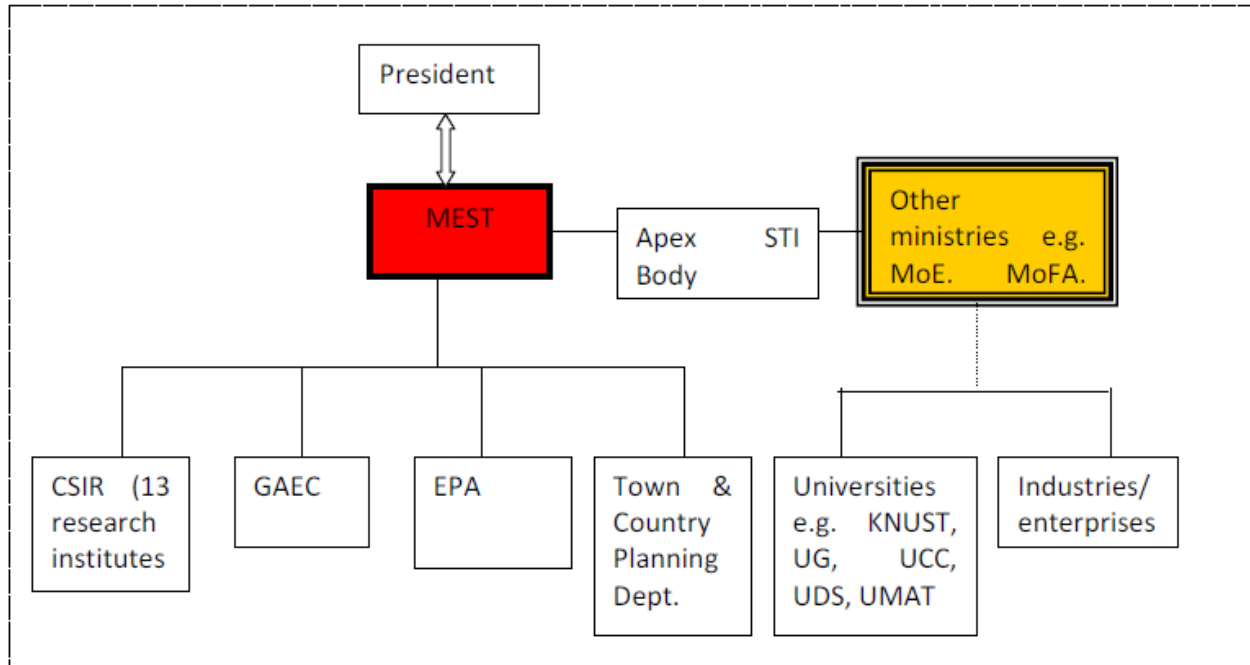 President
MEST
Apex STI
Body
Other
ministries e.g.
MoE. MoFA.
CSIR (13
research
institutes
GAEC
EPA
Town &
Country
Planning
Dept.
Universities
e.g. KNUST,
UG, UCC,
UDS, UMAT
Industries/
enterprises